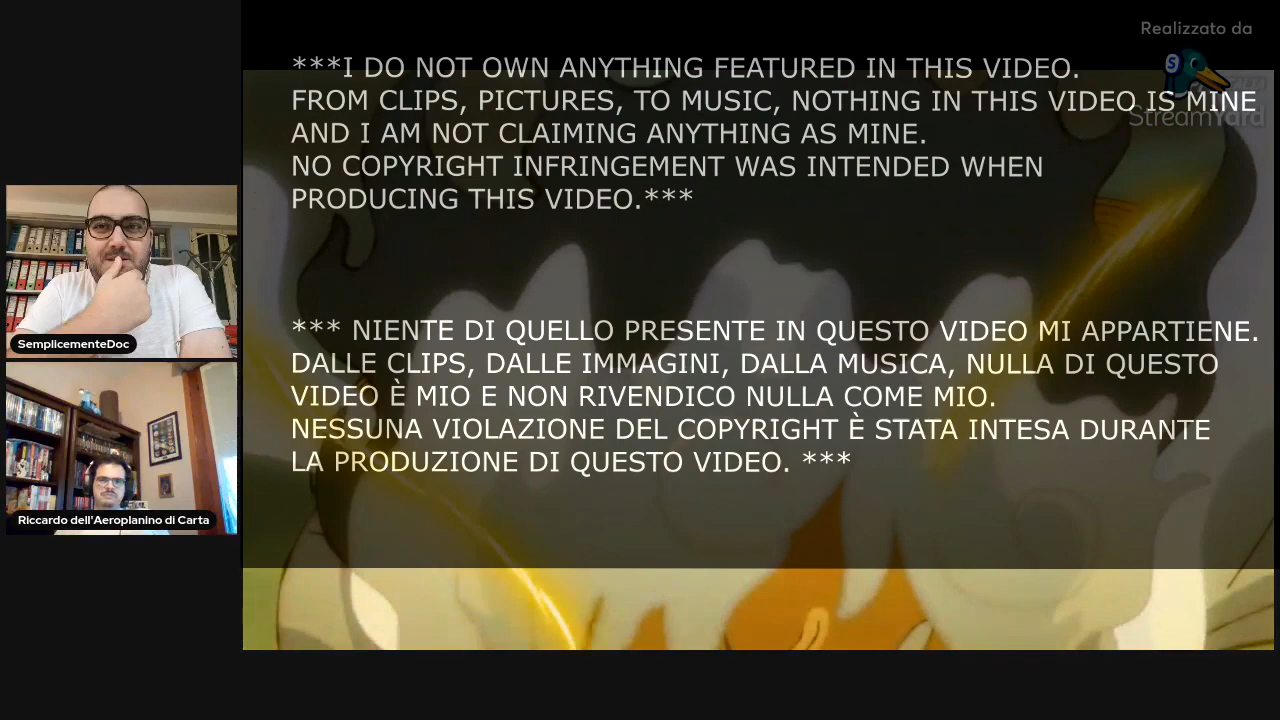 Realizzato da
StreamYard
***I DO NOT OWN ANYTHING FEATURED IN THIS VIDEO.
FROM CLIPS, PICTURES, TO MUSIC, NOTHING IN THIS VIDEO IS MINE
AND I AM NOT CLAIMING ANYTHING AS MINE.
NO COPYRIGHT INFRINGEMENT WAS INTENDED WHEN
PRODUCING THIS VIDEO.***
*** NIENTE DI QUELLO PRESENTE IN QUESTO VIDEO MI APPARTIENE.
DALLE CLIPS, DALLE IMMAGINI, DALLA MUSICA, NULLA DI QUESTO
VIDEO È MIO E NON RIVENDICO NULLA COME MIO.
NESSUNA VIOLAZIONE DEL COPYRIGHT È STATA INTESA DURANTE
LA PRODUZIONE DI QUESTO VIDEO. ***
SemplicementeDoc
Riccardo dell'Aeroplanino di Carta